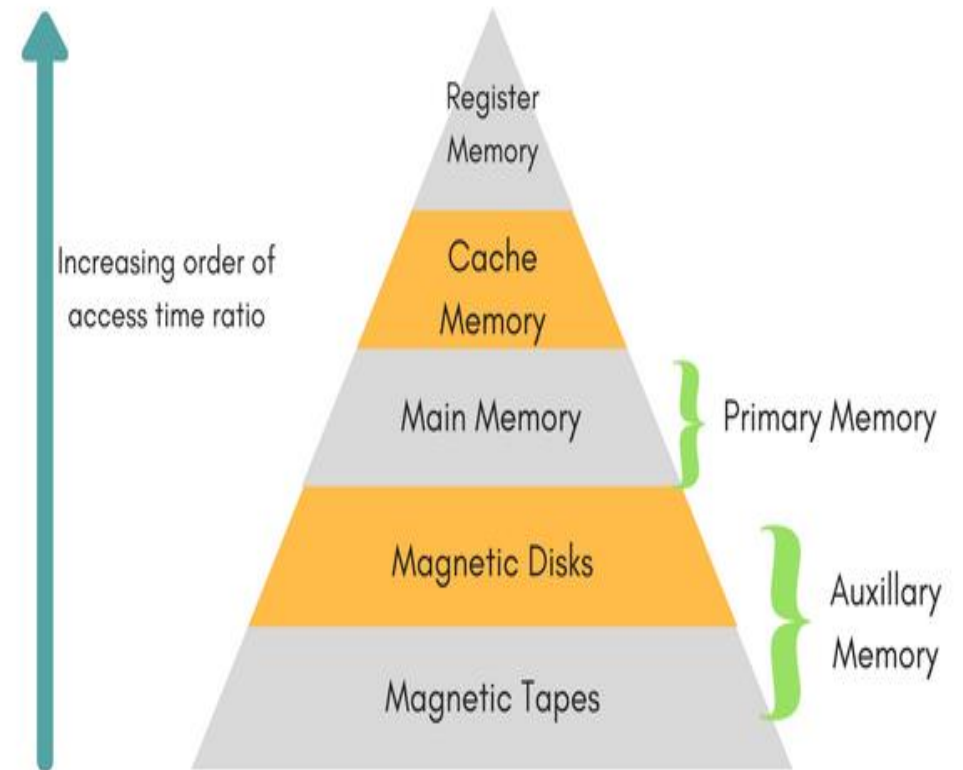 Register
Memory
Increasing order of
access time ratio
Cache
Memory
Main Memory
Primary Memory
Magnetic Disks
Auxillary
Memory
Magnetic Tapes